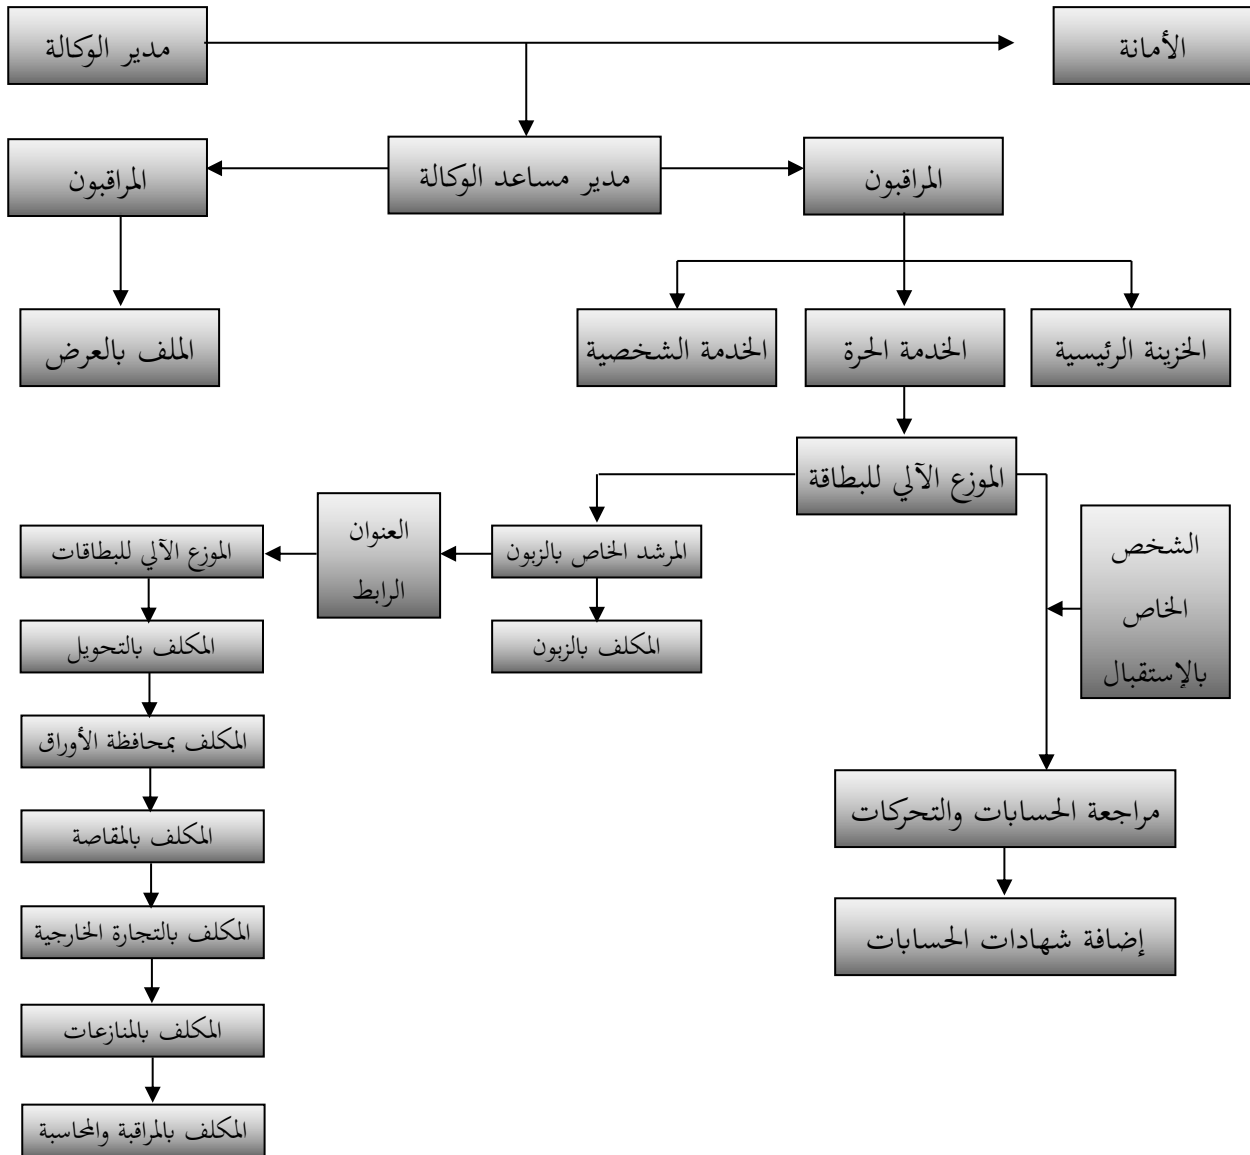 الأمانة
مدير الوكالة
المراقبون
مدير مساعد الوكالة
المراقبون
الخزينة الرئيسية
الخدمة الحرة
الخدمة الشخصية
الملف بالعرض
الموزع الآلي للبطاقة
الشخص
الخاص
بالإستقبال
العنوان
الرابط
المرشد الخاص بالزبون
الموزع الآلي للبطاقات
المكلف بالزبون
المكلف بالتحويل
المكلف بمحافظة الأوراق
مراجعة الحسابات والتحركات
المكلف بالمقاصة
إضافة شهادات الحسابات
المكلف بالتجارة الخارجية
المكلف بالمنازعات
المكلف بالمراقبة والمحاسبة